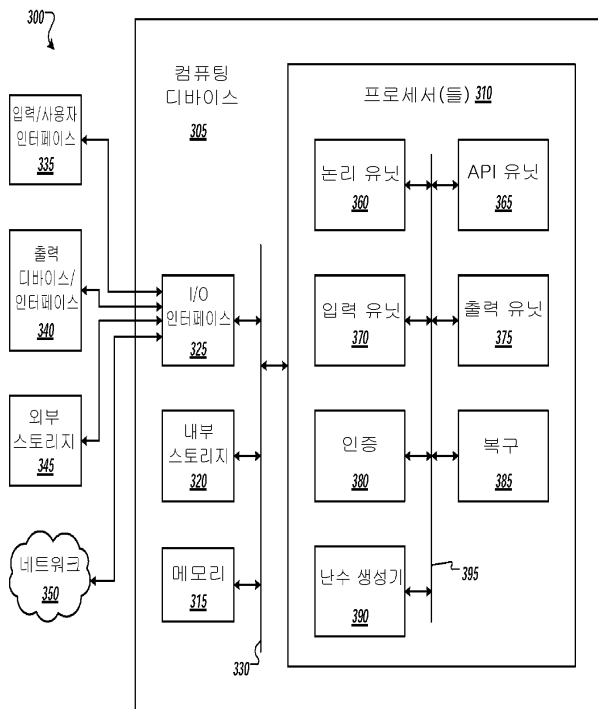 300
컴퓨팅
디바이스
305
프로세서(들) 310
입력/사용자
인터페이스
335
논리 유닛
360
API 유닛
365
출력
디바이스/
인터페이스
340
I/O
인터페이스
325
입력 유닛
370
출력 유닛
375
외부
스토리지
345
내부
스토리지
320
인증
380
복구
385
네트워크
350
메모리
315
난수 생성기
390
395
330